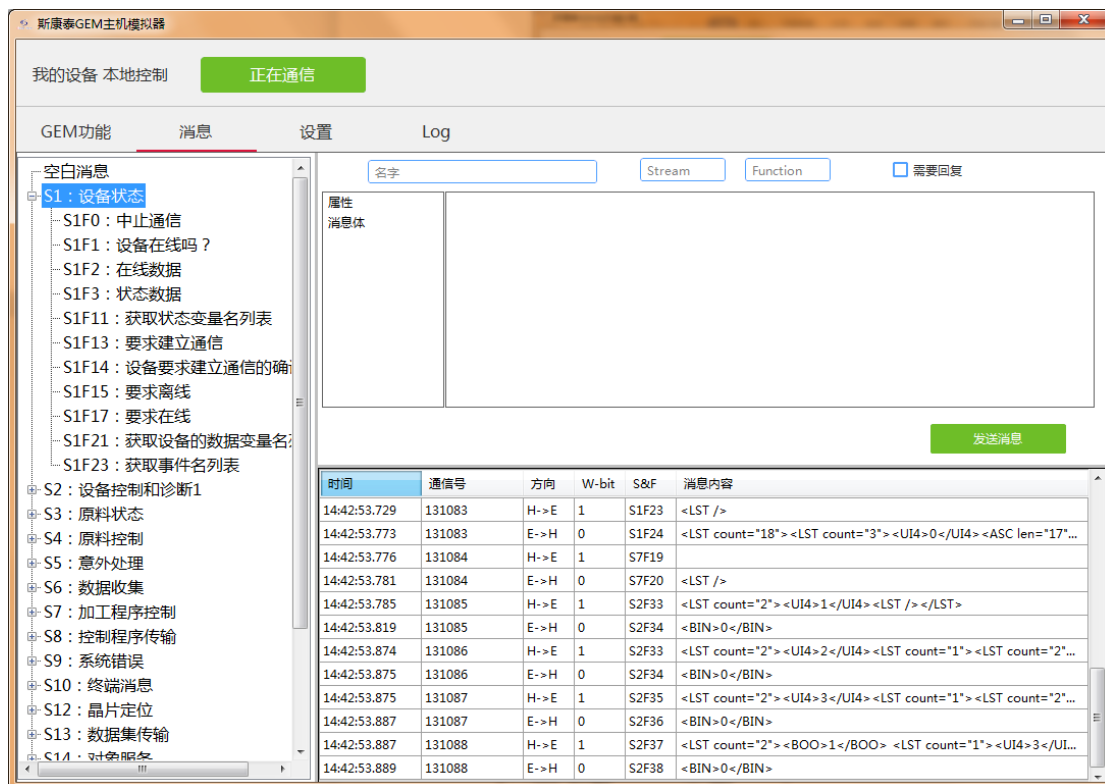 斯康泰GEM主机模拟器
我的设备 本地控制 正在通信
GEM功能 消息 设置 Log
空白消息
S1：设备状态
S1F0：中止通信
S1F1：设备在线吗？
S1F2：在线数据
S1F3：状态数据
S1F11：获取状态变量名列表
S1F13：要求建立通信
S1F14：设备要求建立通信的确
S1F15：要求离线
S1F17：要求在线
S1F21：获取设备的数据变量名
S1F23：获取事件名列表
S2：设备控制和诊断1
S3：原料状态
S4：原料控制
S5：意外处理
S6：数据收集
S7：加工程序控制
S8：控制程序传输
S9：系统错误
S10：终端消息
S12：晶片定位
S13：数据集传输
S14：对象服务
名字 Stream Function 需要回复
属性
消息体
发送消息
时间 通信号 方向 W-bit S&F 消息内容
14:42:53.729 131083 H->E 1 S1F23 <LST />
14:42:53.773 131083 E->H 0 S1F24 <LST count="18"><LST count="3"><UI4>0</UI4><ASC len="17"...
14:42:53.776 131084 H->E 1 S7F19
14:42:53.781 131084 E->H 0 S7F20 <LST />
14:42:53.785 131085 H->E 1 S2F33 <LST count="2"><UI4>1</UI4><LST /></LST>
14:42:53.819 131085 E->H 0 S2F34 <BIN>0</BIN>
14:42:53.874 131086 H->E 1 S2F33 <LST count="2"><UI4>2</UI4><LST count="1"><LST count="2"...
14:42:53.875 131086 E->H 0 S2F34 <BIN>0</BIN>
14:42:53.875 131087 H->E 1 S2F35 <LST count="2"><UI4>3</UI4><LST count="1"><LST count="2"...
14:42:53.887 131087 E->H 0 S2F36 <BIN>0</BIN>
14:42:53.887 131088 H->E 1 S2F37 <LST count="2"><BOO>1</BOO> <LST count="1"><UI4>3</UI...
14:42:53.889 131088 E->H 0 S2F38 <BIN>0</BIN>